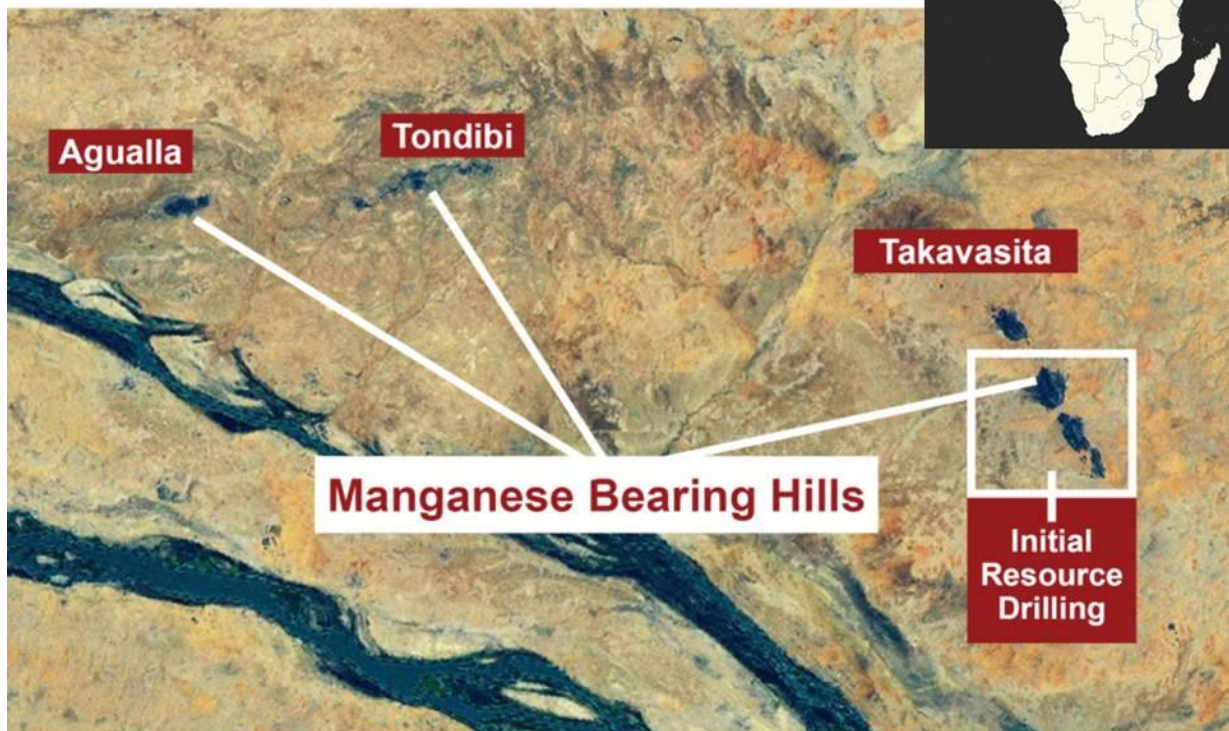 Agualla
Tondibi
Takavasita
Manganese Bearing Hills
Initial
Resource
Drilling